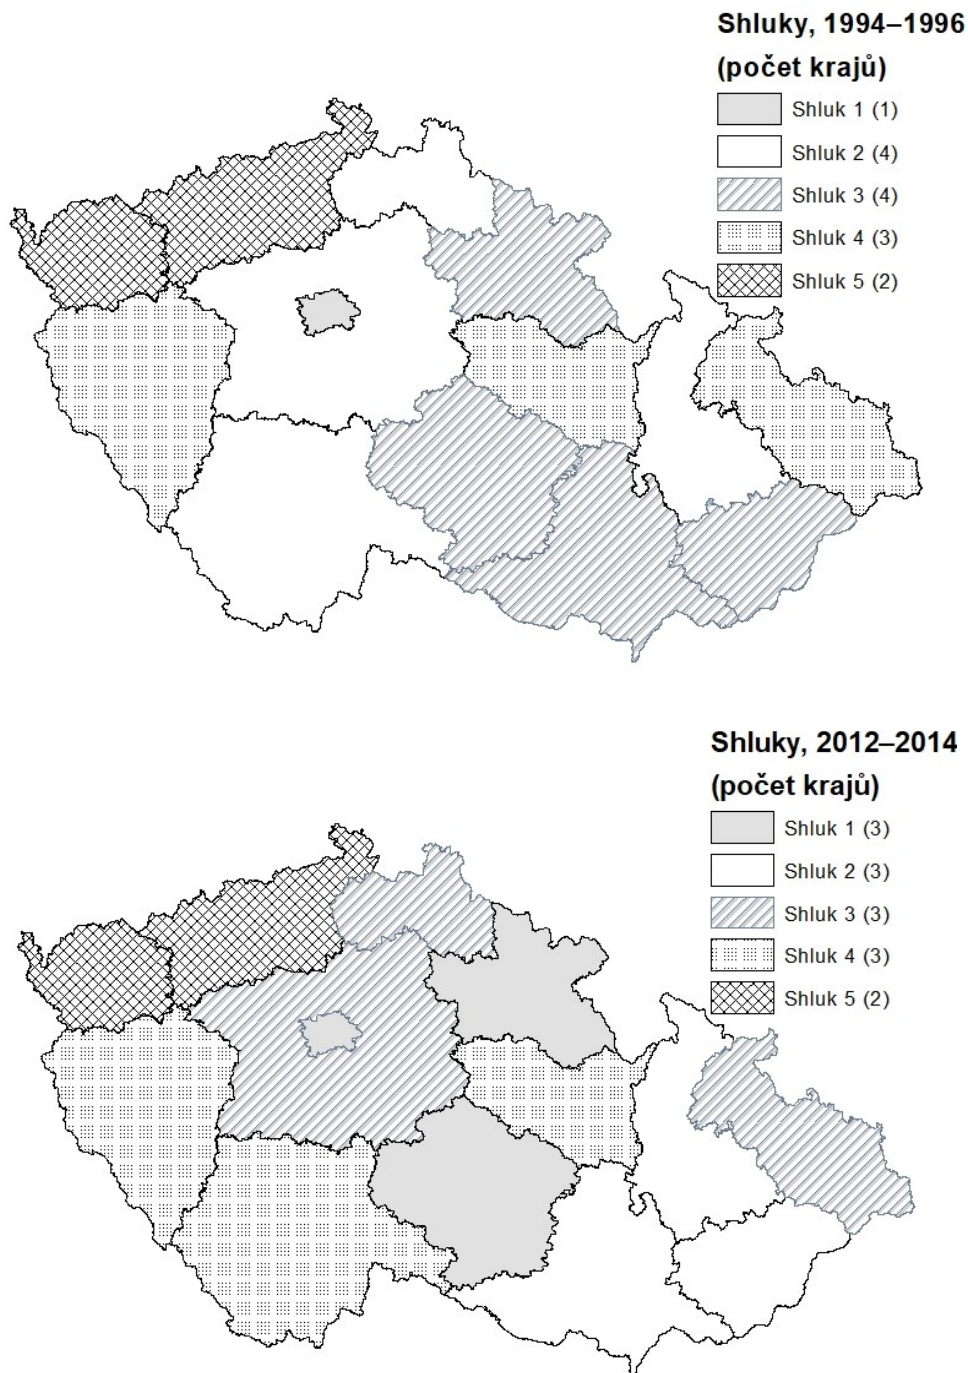 Shluky, 1994–1996
(počet krajů)
Shluk 1 (1)
Shluk 2 (4)
Shluk 3 (4)
Shluk 4 (3)
Shluk 5 (2)
Shluky, 2012–2014
(počet krajů)
Shluk 1 (3)
Shluk 2 (3)
Shluk 3 (3)
Shluk 4 (3)
Shluk 5 (2)